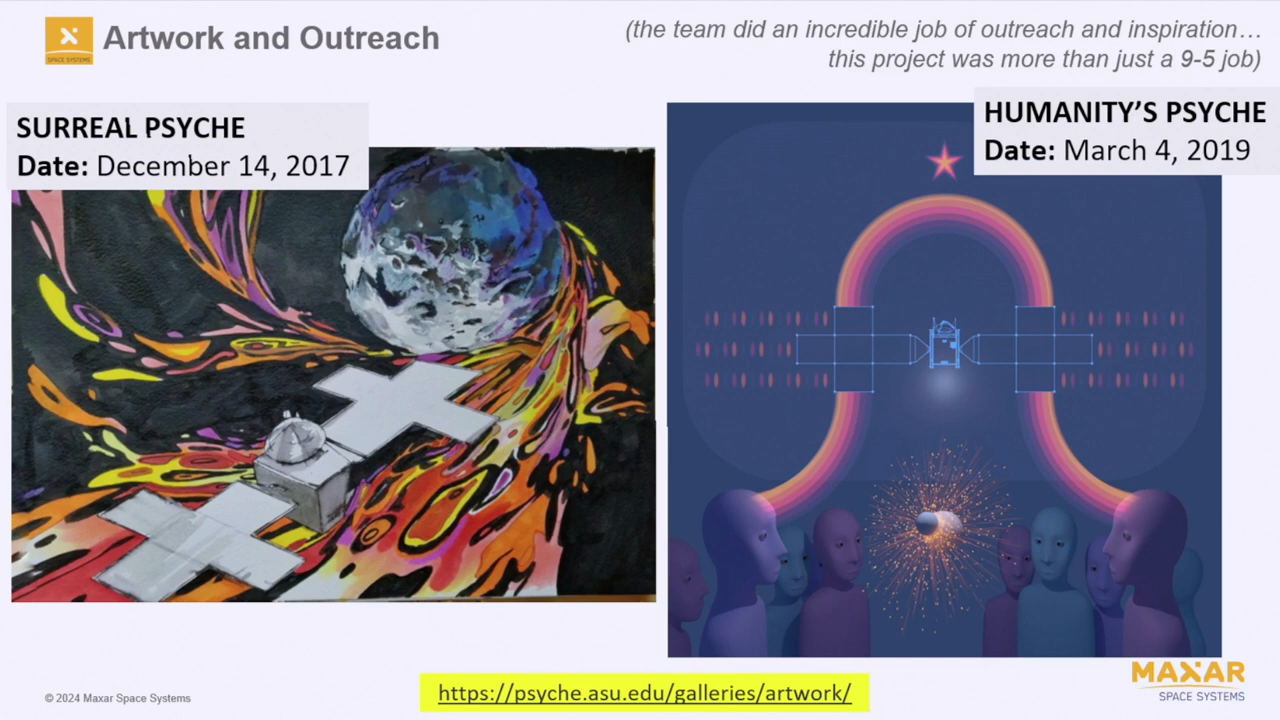 SPACE SYSTEMS
Artwork and Outreach
(the team did an incredible job of outreach and inspiration…
this project was more than just a 9-5 job)
SURREAL PSYCHE
Date: December 14, 2017
HUMANITY'S PSYCHE
Date: March 4, 2019
© 2024 Maxar Space Systems
https://psyche.asu.edu/galleries/artwork/
MAXAR
SPACE SYSTEMS